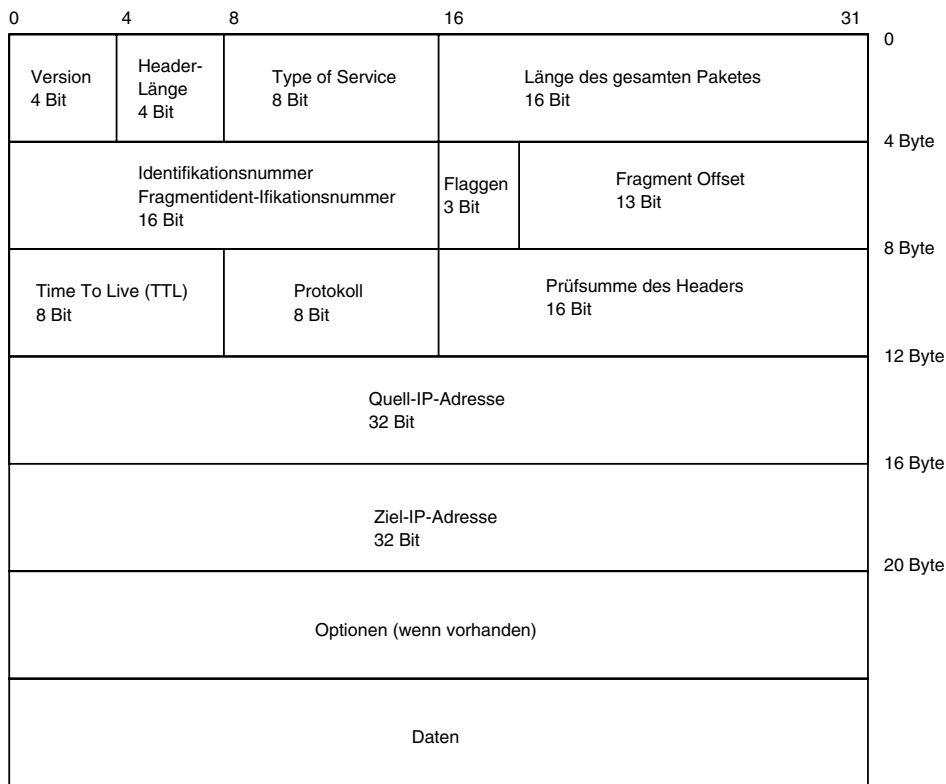 0 4 8 16 31
0
Version
4 Bit
Header-
Länge
4 Bit
Type of Service
8 Bit
Länge des gesamten Paketes
16 Bit
4 Byte
Identifikationsnummer
Fragmentident-Ifikationsnummer
16 Bit
Flaggen
3 Bit
Fragment Offset
13 Bit
8 Byte
Time To Live (TTL)
8 Bit
Protokoll
8 Bit
Prüfsumme des Headers
16 Bit
12 Byte
Quell-IP-Adresse
32 Bit
16 Byte
Ziel-IP-Adresse
32 Bit
20 Byte
Optionen (wenn vorhanden)
Daten